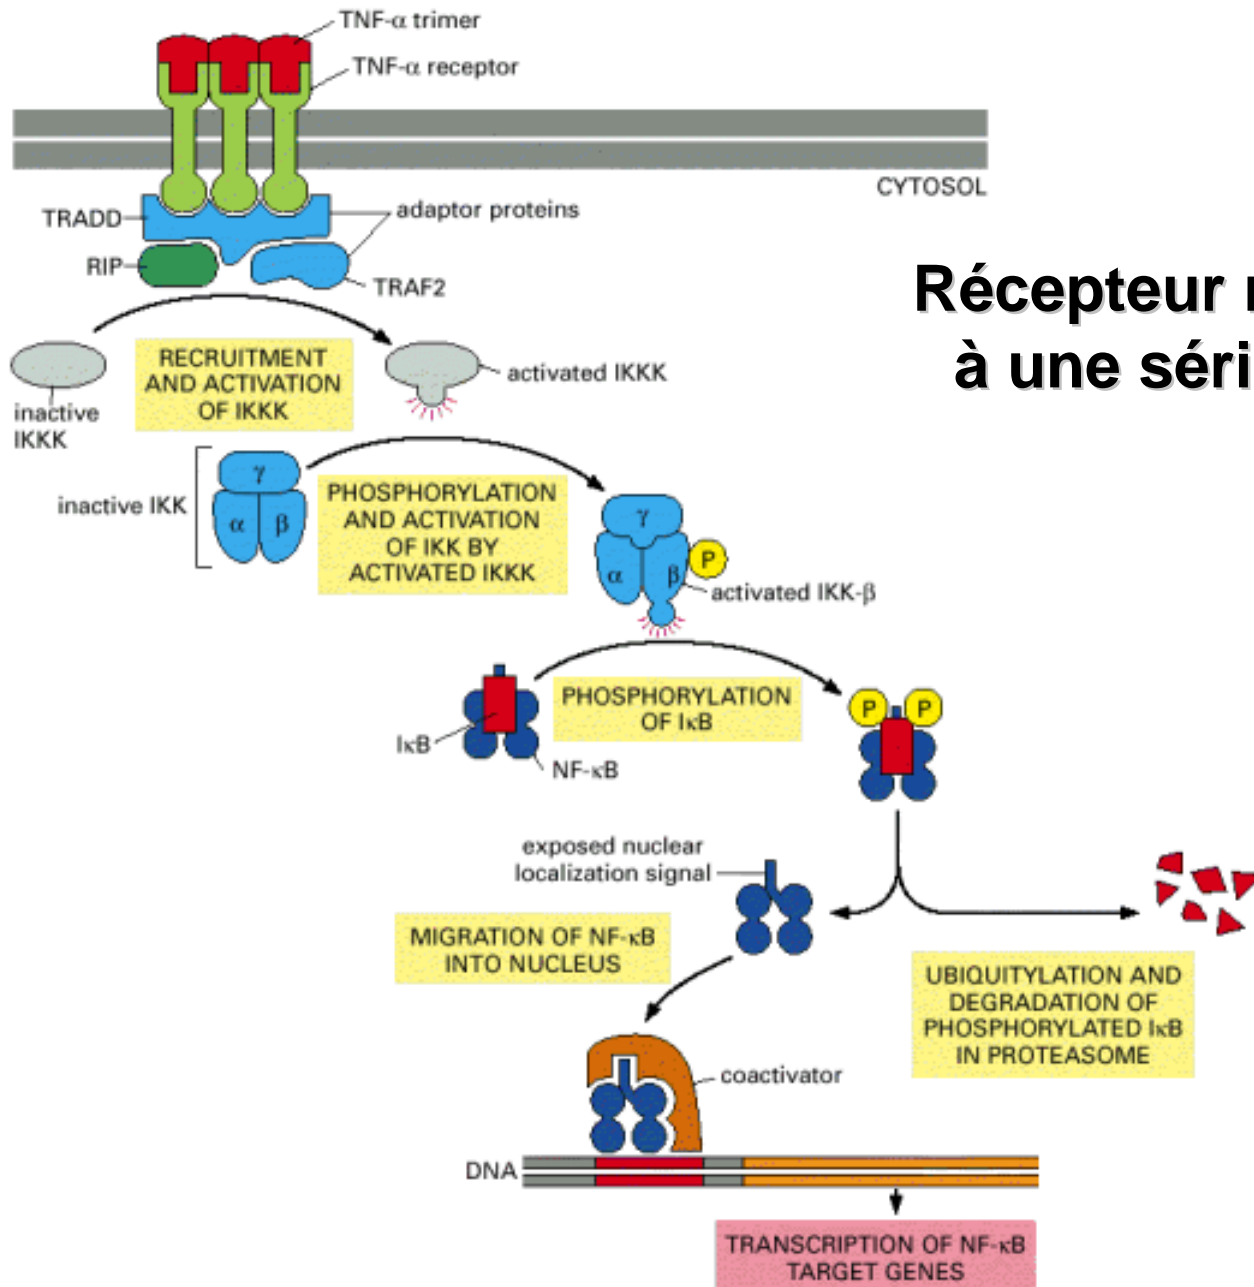 TNF-α trimer
TNF-α receptor
CYTOSOL
TRADD
adaptor proteins
RIP
TRAF2
Récepteur
à une
RECRUITMENT
AND ACTIVATION
OF IKKK
activated IKKK
inactive
IKKK
inactive IKK
γ
α β
PHOSPHORYLATION
AND ACTIVATION
OF IKK BY
ACTIVATED IKKK
γ
α β
P
activated IKK-β
PHOSPHORYLATION
OF IκB
IκB
NF-κB
P P
exposed nuclear
localization signal
MIGRATION OF NF-κB
INTO NUCLEUS
UBIQUITYLATION AND
DEGRADATION OF
PHOSPHORYLATED IκB
IN PROTEASOME
coactivator
DNA
TRANSCRIPTION OF NF-κB
TARGET GENES